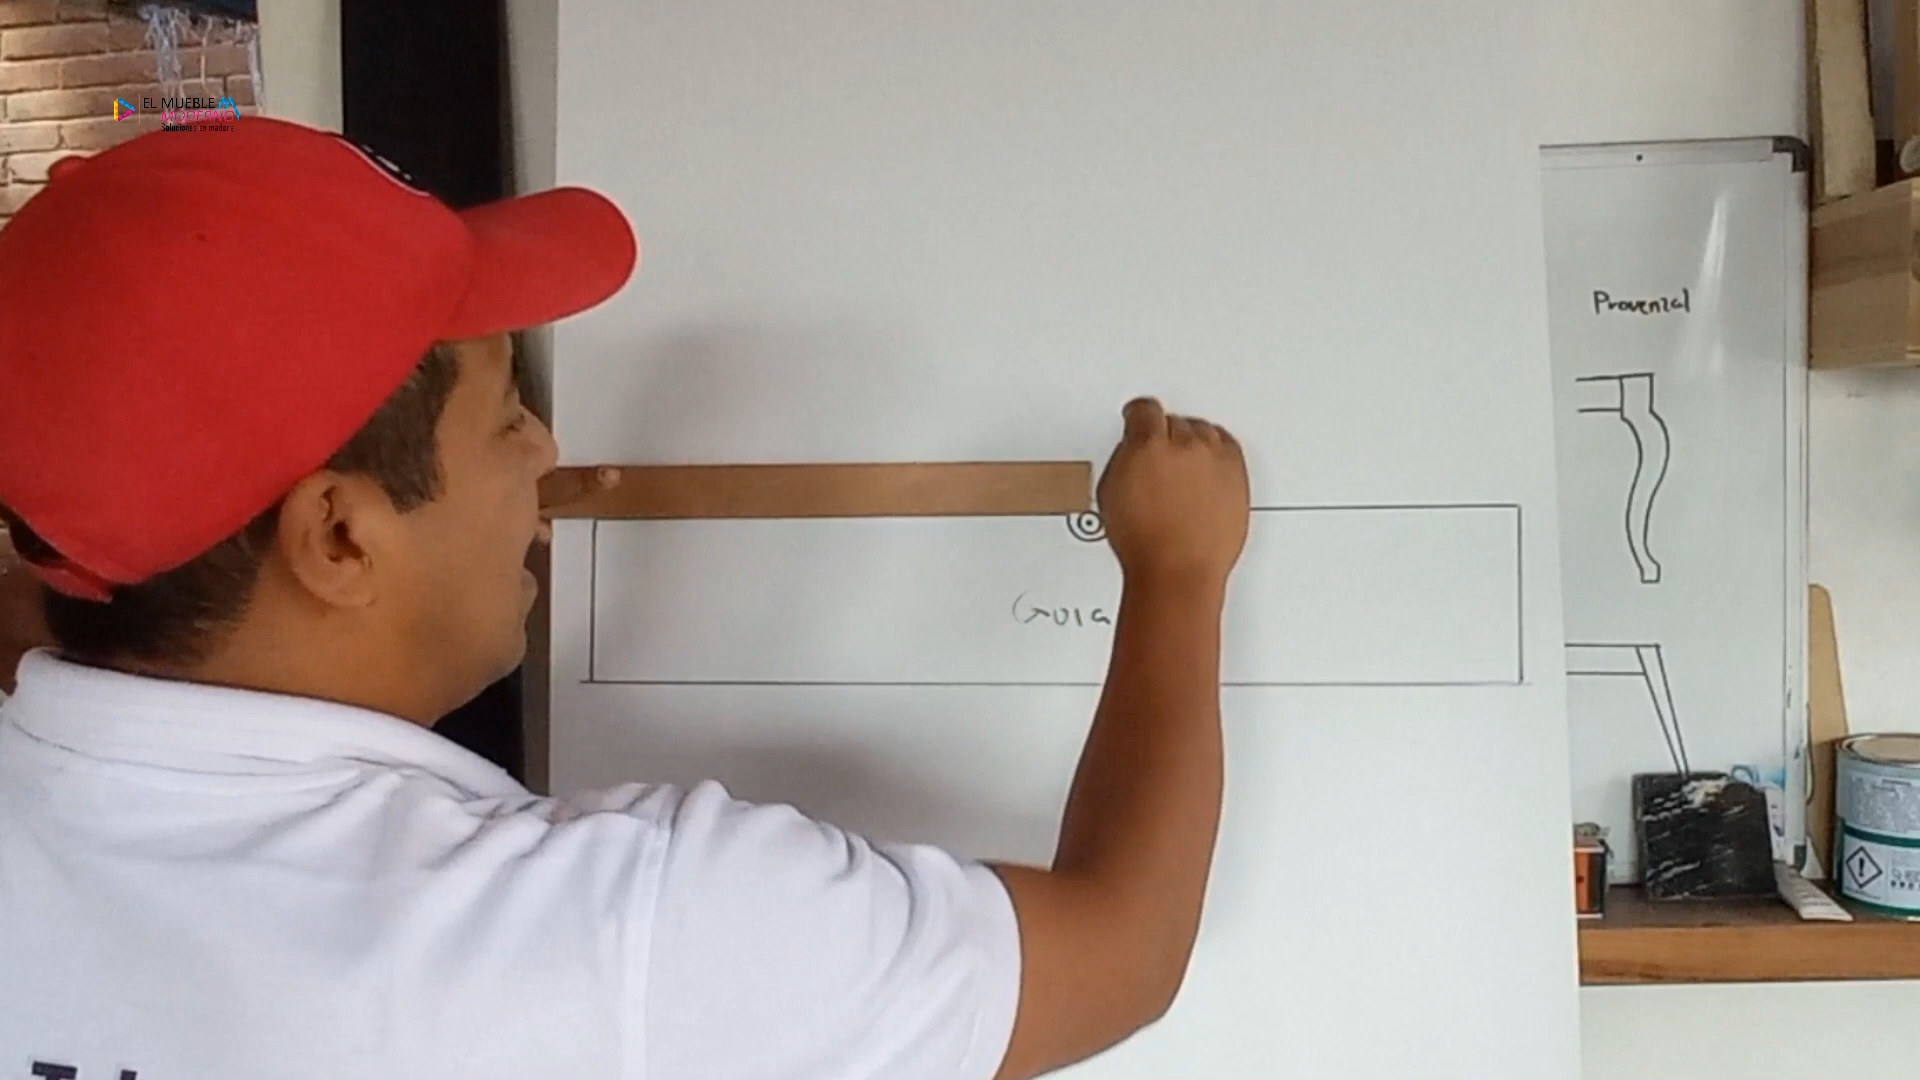 EL MUEBLE
MODERNO
Soluciones en madera
Provenzal
Guia